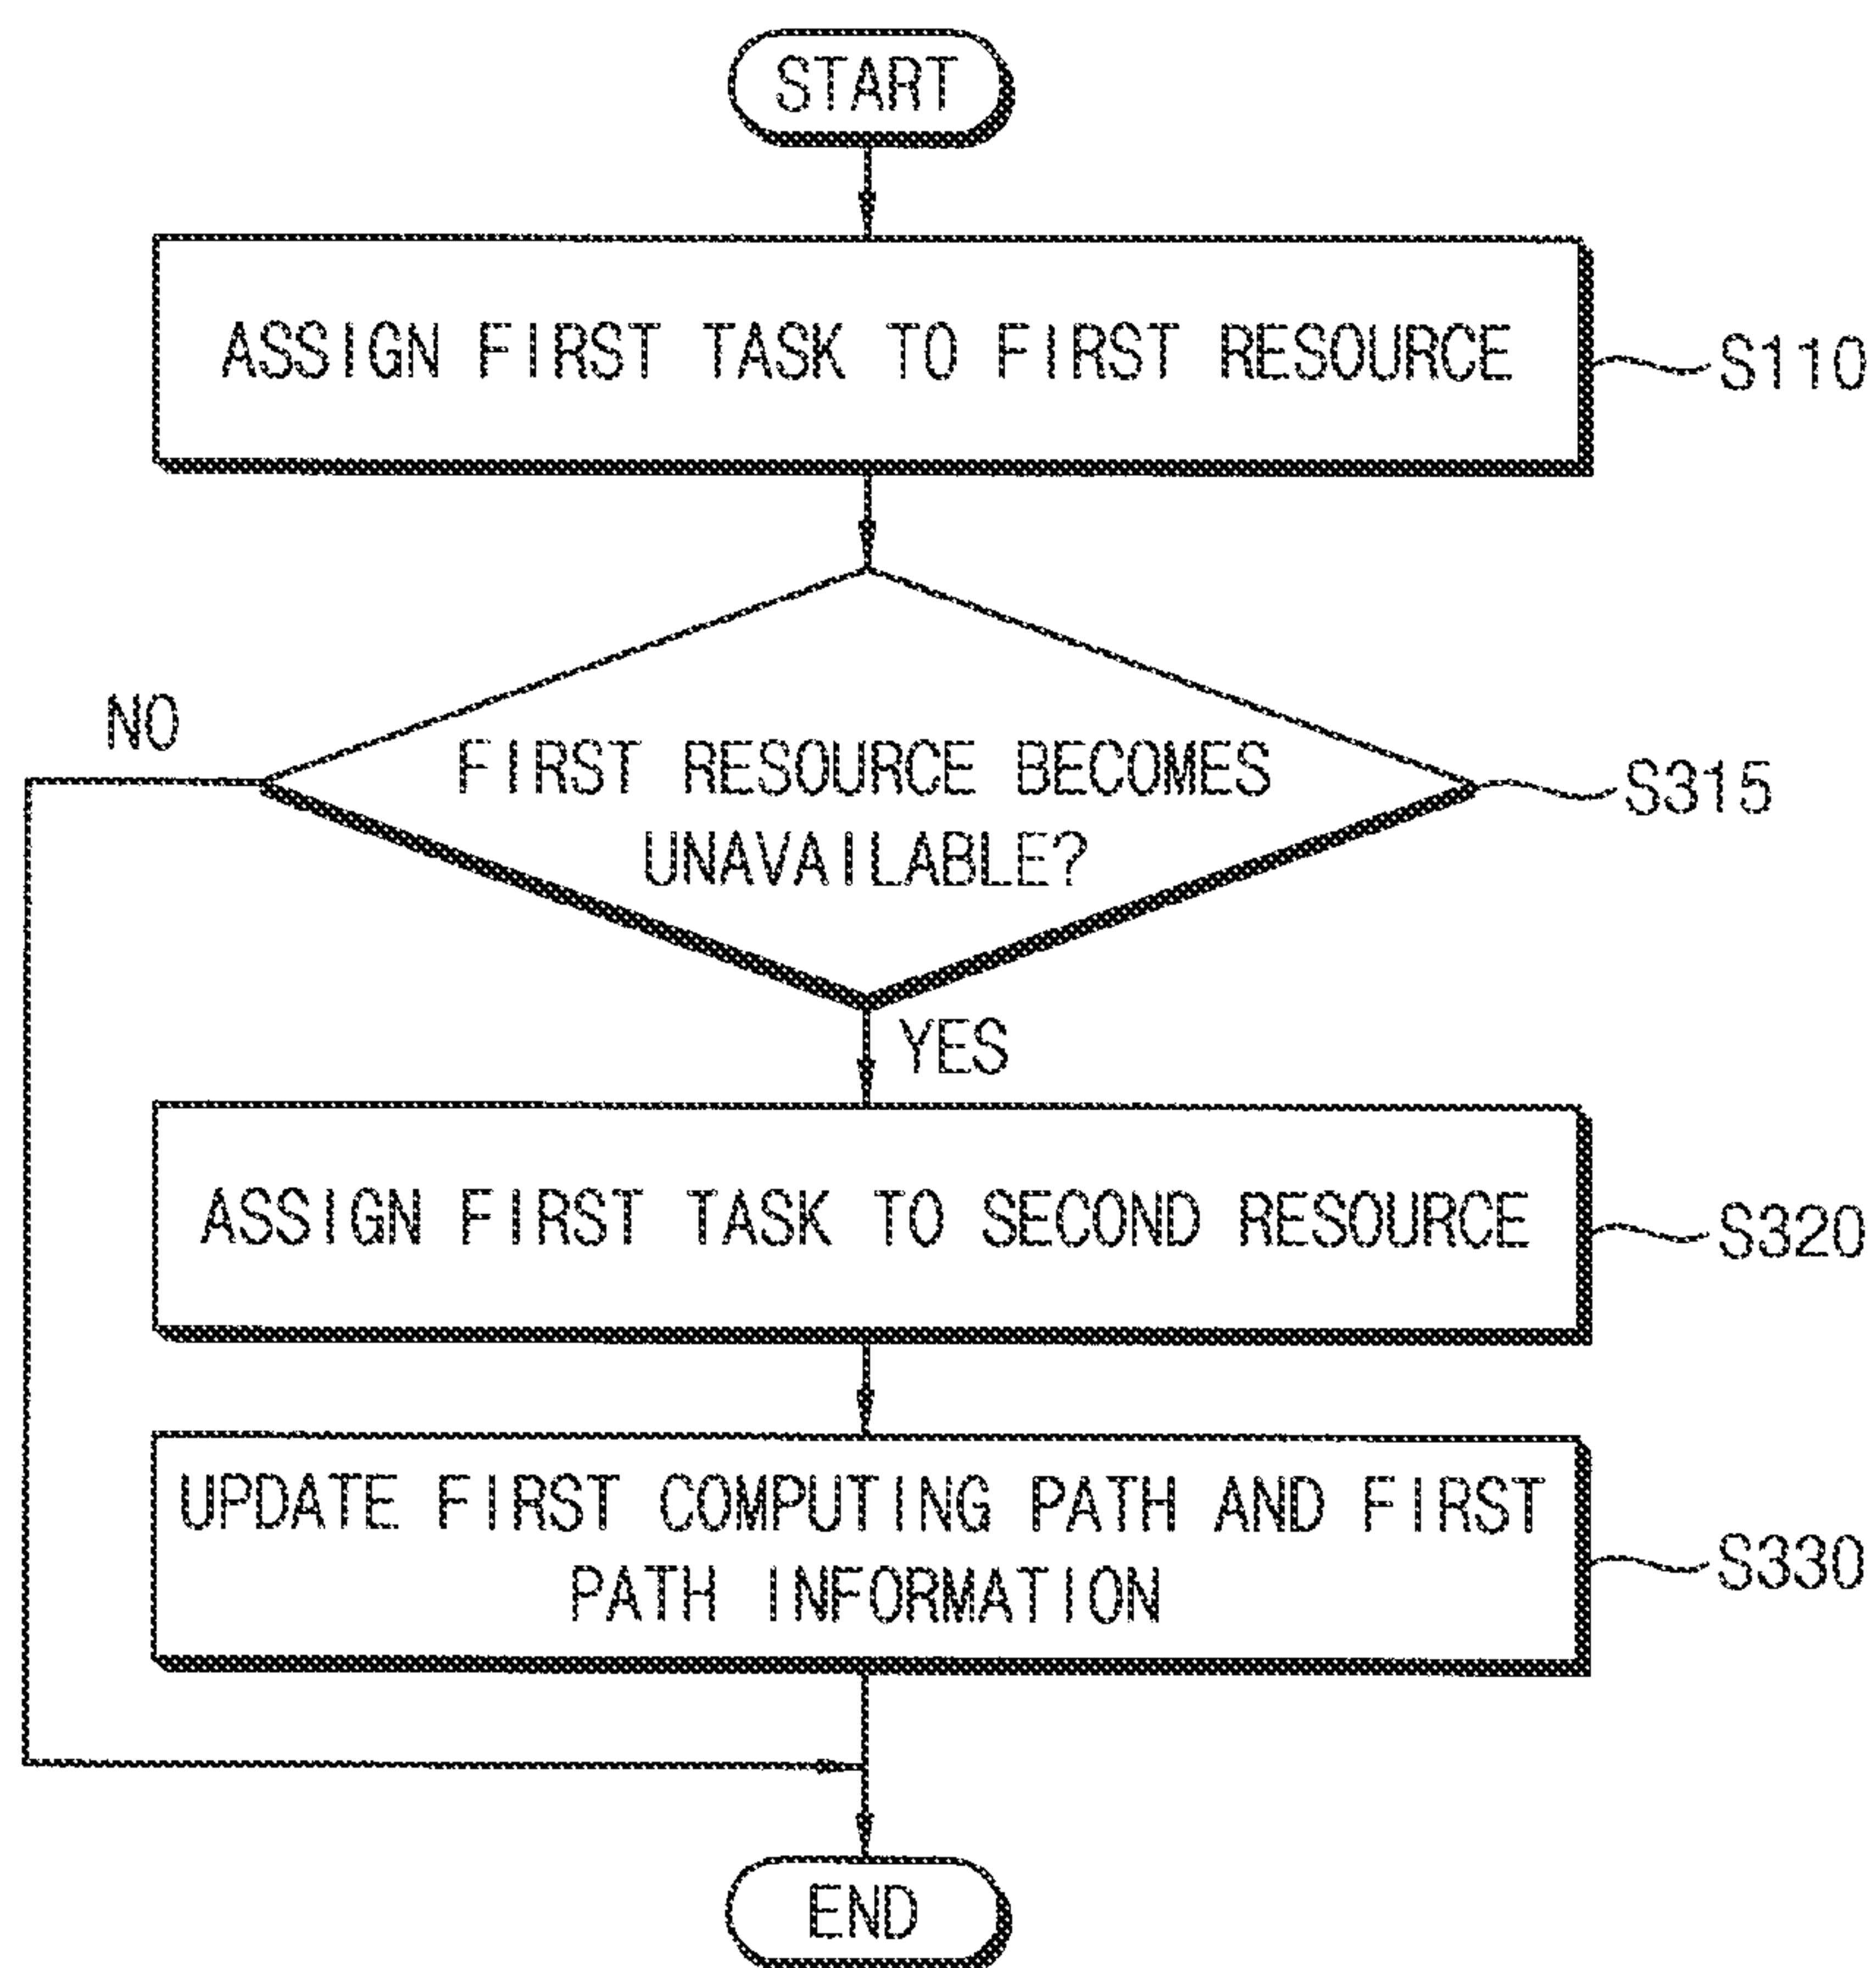 START
ASSIGN FIRST TASK TO FIRST RESOURCE
S110
NO
FIRST RESOURCE BECOMES
UNAVAILABLE?
S315
YES
ASSIGN FIRST TASK TO SECOND RESOURCE
S320
UPDATE FIRST COMPUTING PATH AND FIRST
PATH INFORMATION
S330
END